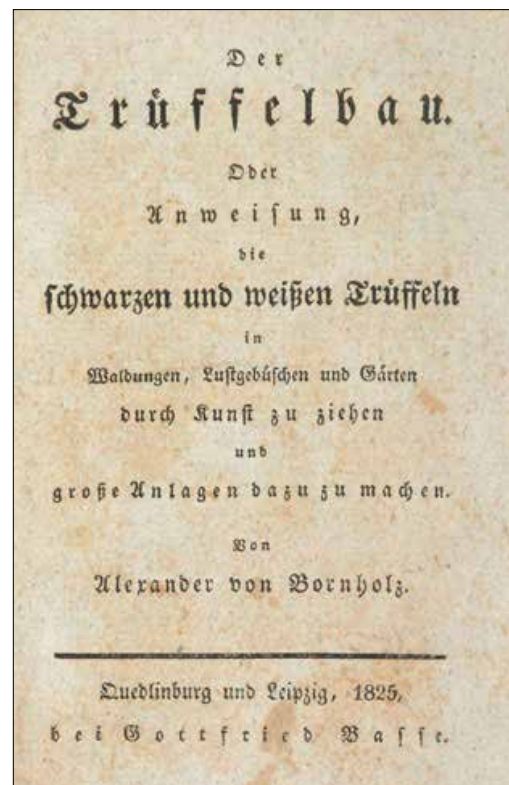 Der
Trüffelbau.
Oder
Anweisung,
die
ſchwarzen und weißen Trüffeln
in
Waldungen, Luſtgebüſchen und Gärten
durch Kunſt zu ziehen
und
große Anlagen dazu zu machen.
Von
Alexander von Bornholz.
Quedlinburg und Leipzig, 1825,
bei Gottfried Baſſe.